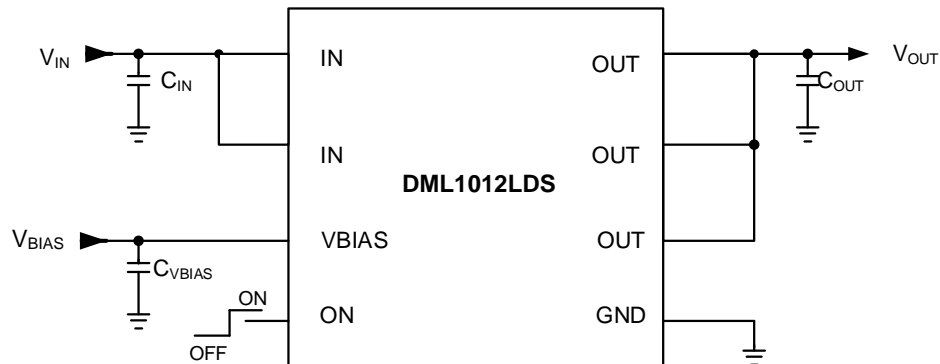 VIN
CIN
IN
OUT
VOUT
COUT
IN
OUT
DML1012LDS
VBIAS
VBIAS
OUT
CVBIAS
ON
ON
GND
OFF